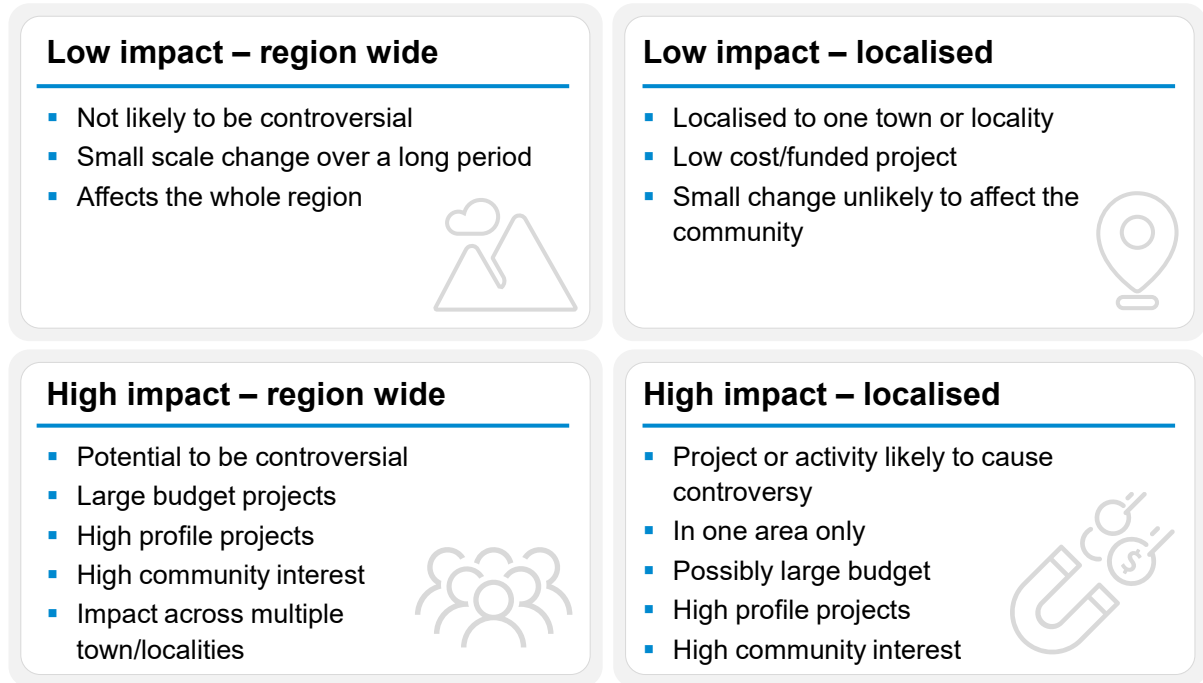 Low impact – region wide
▪ Not likely to be controversial
▪ Small scale change over a long period
▪ Affects the whole region
Low impact – localised
▪ Localised to one town or locality
▪ Low cost/funded project
▪ Small change unlikely to affect the
community
High impact – region wide
▪ Potential to be controversial
▪ Large budget projects
▪ High profile projects
▪ High community interest
▪ Impact across multiple
town/localities
High impact – localised
▪ Project or activity likely to cause
controversy
▪ In one area only
▪ Possibly large budget
▪ High profile projects
▪ High community interest
$